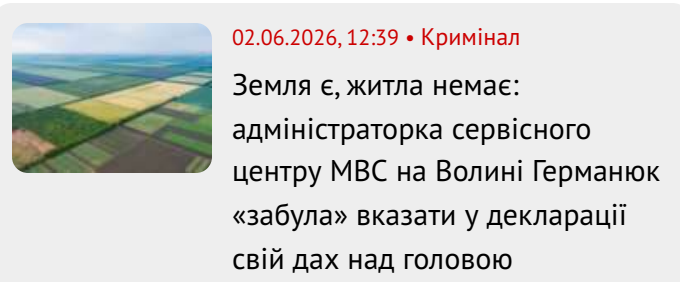 02.06.2026, 12:39 • Кримінал
Земля є, житла немає:
адміністраторка сервісного
центру МВС на Волині Германюк
«забула» вказати у декларації
свій дах над головою